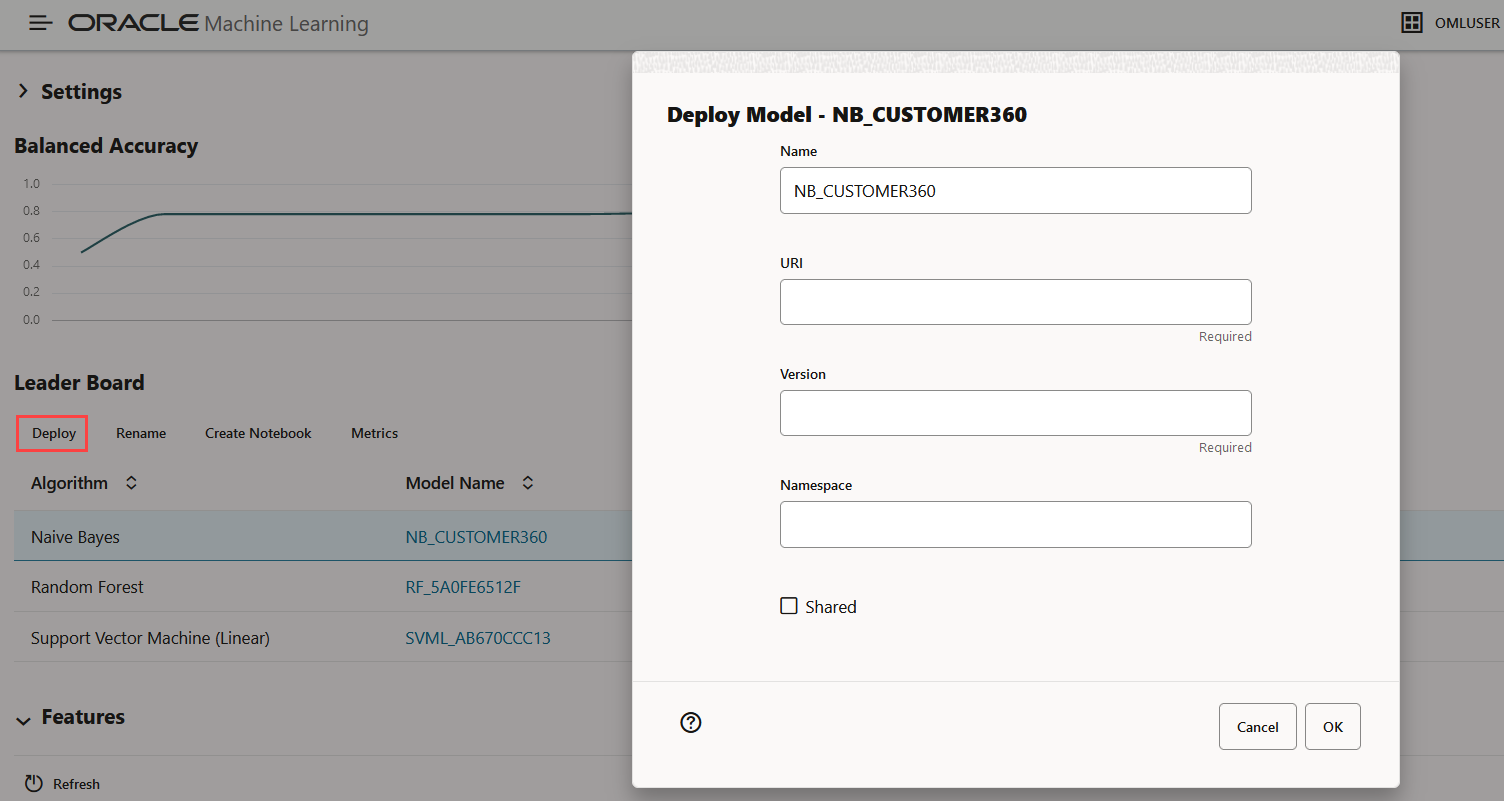 ORACLE Machine Learning
OMLUSER
Settings
Balanced Accuracy
1.0
0.8
0.6
0.4
0.2
0.0
Leader Board
Deploy Rename Create Notebook Metrics
Algorithm Model Name
Naive Bayes NB_CUSTOMER360
Random Forest RF_5A0FE6512F
Support Vector Machine (Linear) SVML_AB670CCC13
Features
Refresh
Deploy Model - NB_CUSTOMER360
Name
NB_CUSTOMER360
URI
Required
Version
Required
Namespace
Shared
Cancel OK